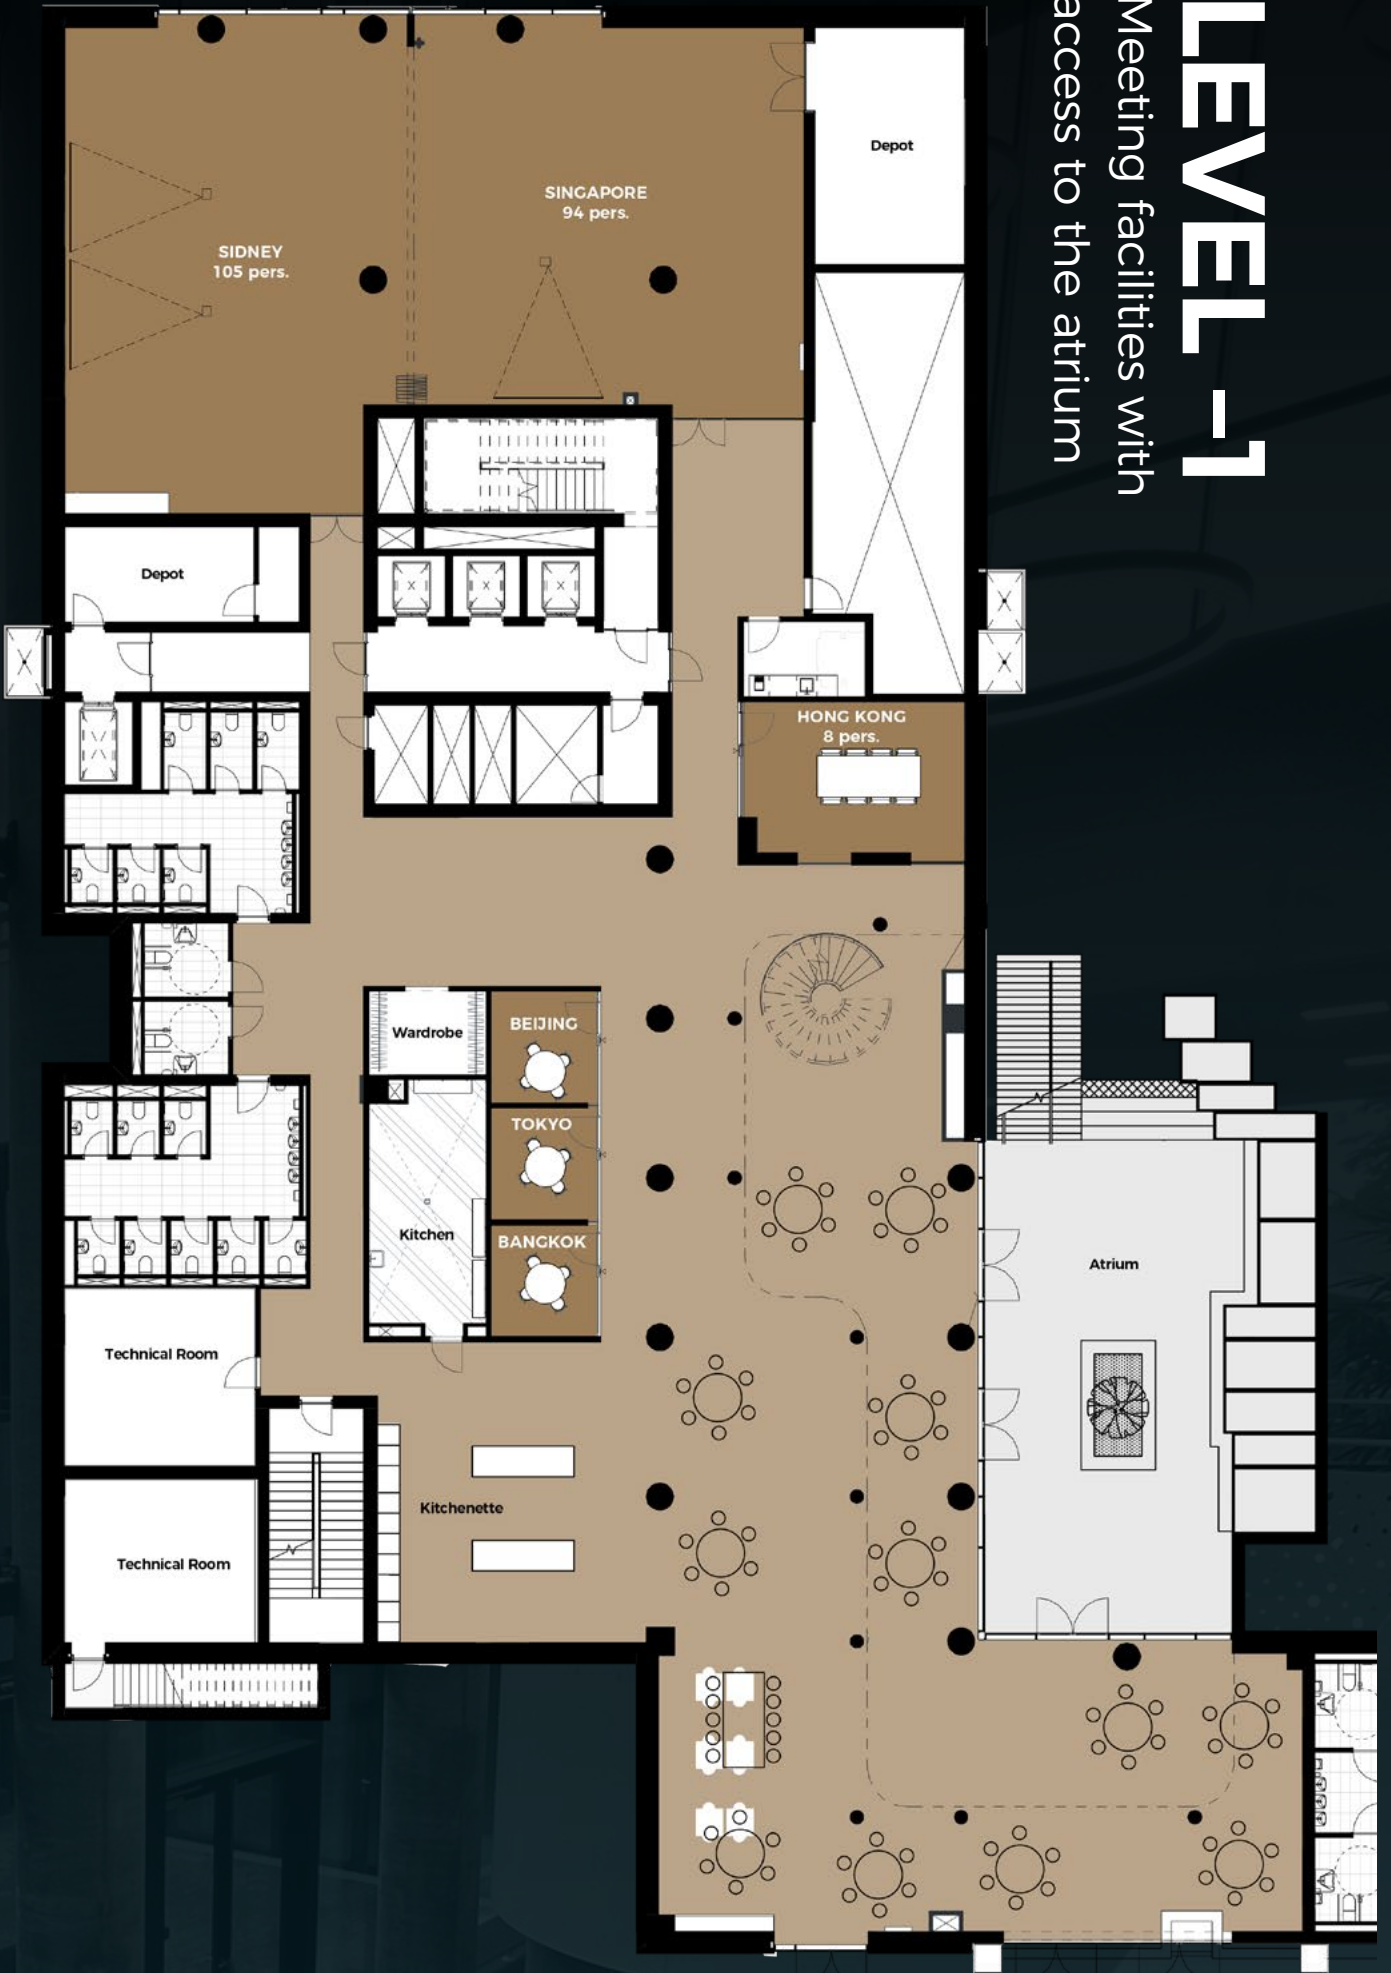 LEVEL -1
Meeting facilities with
access to the atrium
Depot
SINGAPORE
94 pers.
SIDNEY
105 pers.
Depot
HONG KONG
8 pers.
Wardrobe
BEIJING
TOKYO
Kitchen
BANGKOK
Atrium
Technical Room
Kitchenette
Technical Room